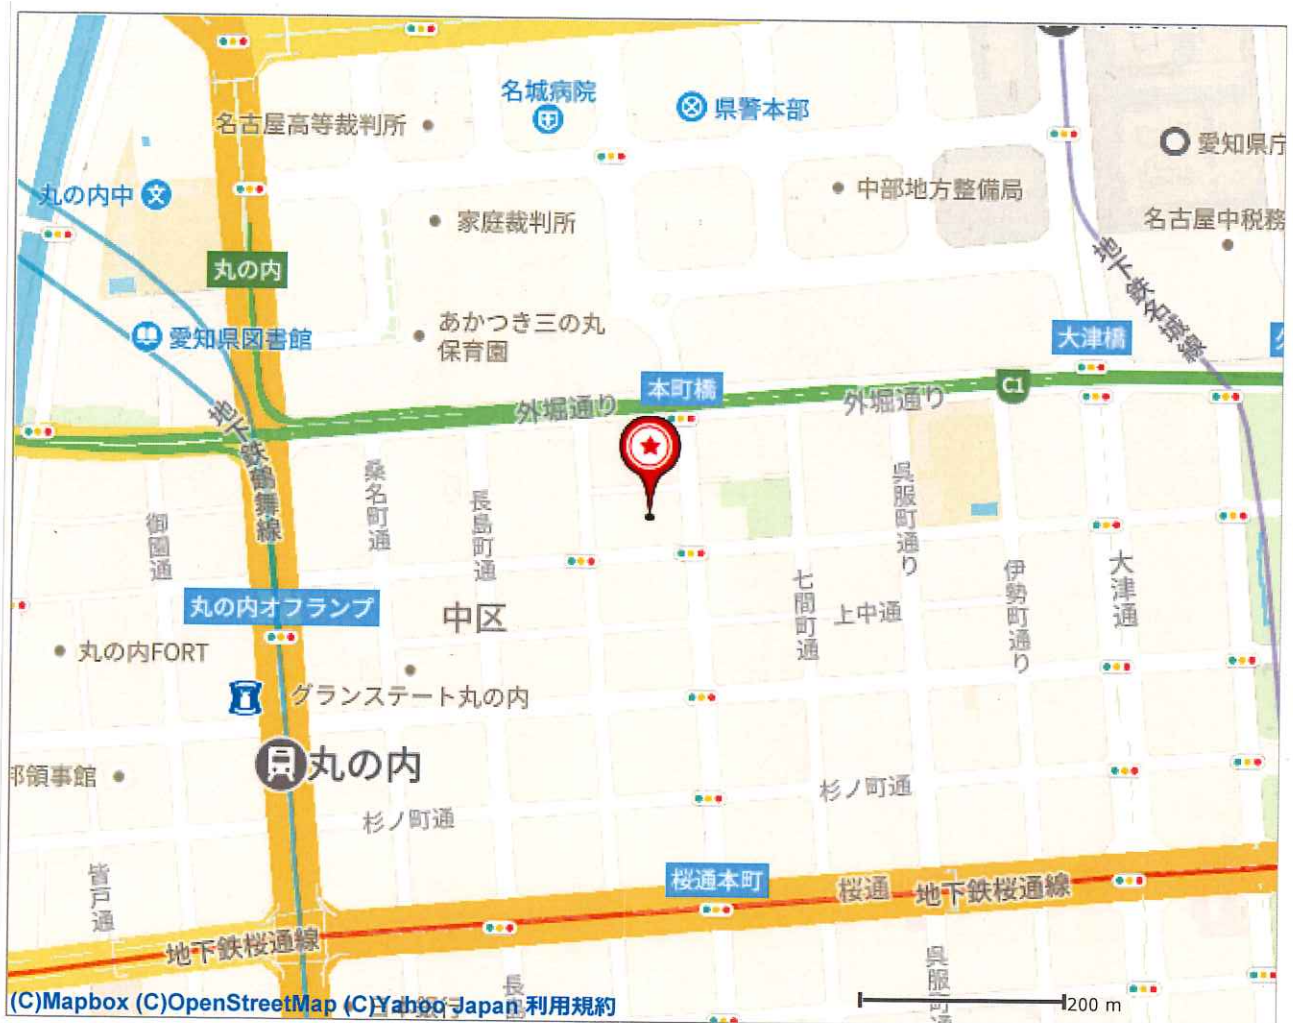 名城病院
県警本部
名古屋高等裁判所
愛知県庁
丸の内中
文
中部地方整備局
家庭裁判所
名古屋中税務
丸の内
地下鉄名城線
あかつき三の丸
保育園
愛知県図書館
大津橋
本町橋
C1
外堀通り
外堀通り
地下鉄鶴舞線
桑名町通
長島町通
呉服町通り
御園通
大津通
伊勢町通り
七間町通
上中通
丸の内オフランプ
中区
丸の内FORT
グランステート丸の内
丸の内
邦領事館
杉ノ町通
杉ノ町通
皆戸通
桜通本町
桜通
地下鉄桜通線
地下鉄桜通線
呉服町通
長島
(C)Mapbox (C)OpenStreetMap (C)Yahoo Japan 利用規約
200 m